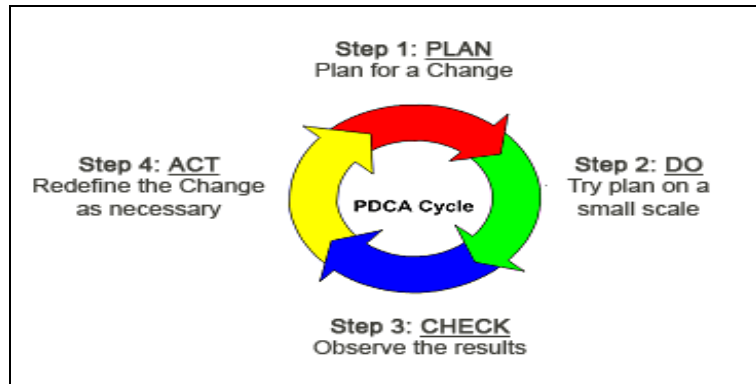 Step 1: PLAN
Plan for a Change
Step 4: ACT
Redefine the Change
as necessary
PDCA Cycle
Step 2: DO
Try plan on a
small scale
Step 3: CHECK
Observe the results